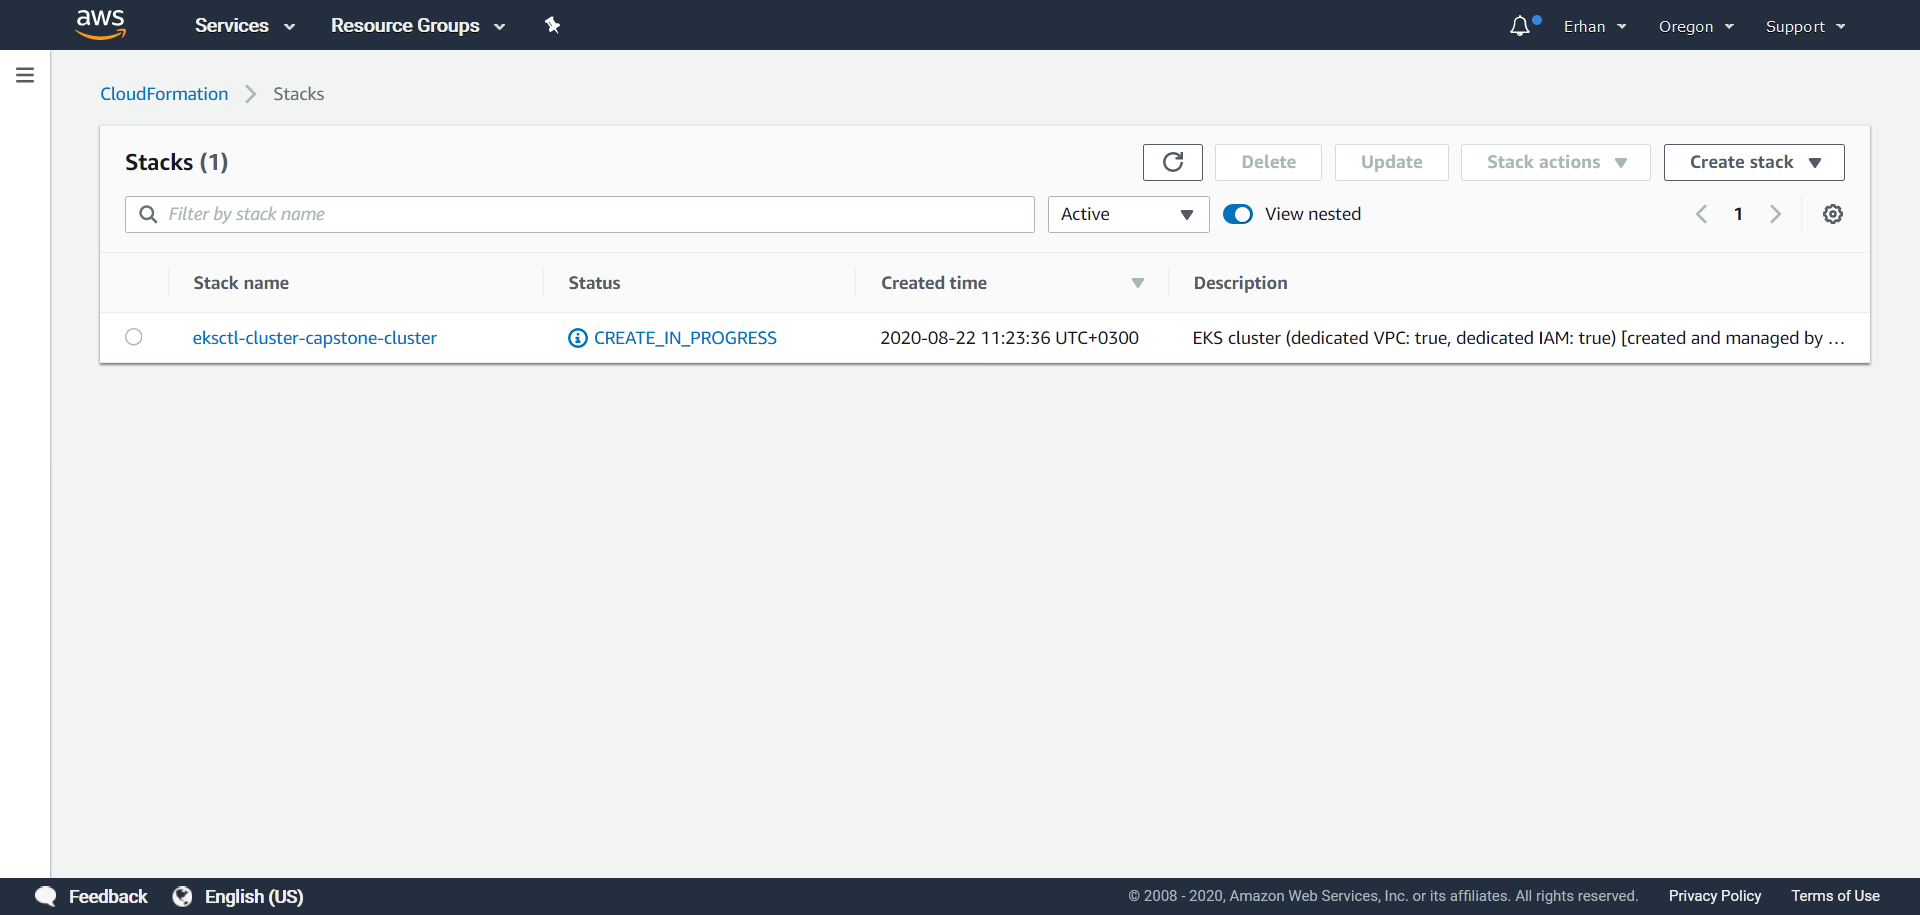 aws Services Resource Groups Erhan Oregon Support
CloudFormation Stacks
Stacks (1) Delete Update Stack actions Create stack
Filter by stack name Active View nested 1
Stack name Status Created time Description
eksctl-cluster-capstone-cluster CREATE_IN_PROGRESS 2020-08-22 11:23:36 UTC+0300 EKS cluster (dedicated VPC: true, dedicated IAM: true) [created and managed by ...
Feedback English (US) © 2008 - 2020, Amazon Web Services, Inc. or its affiliates. All rights reserved. Privacy Policy Terms of Use